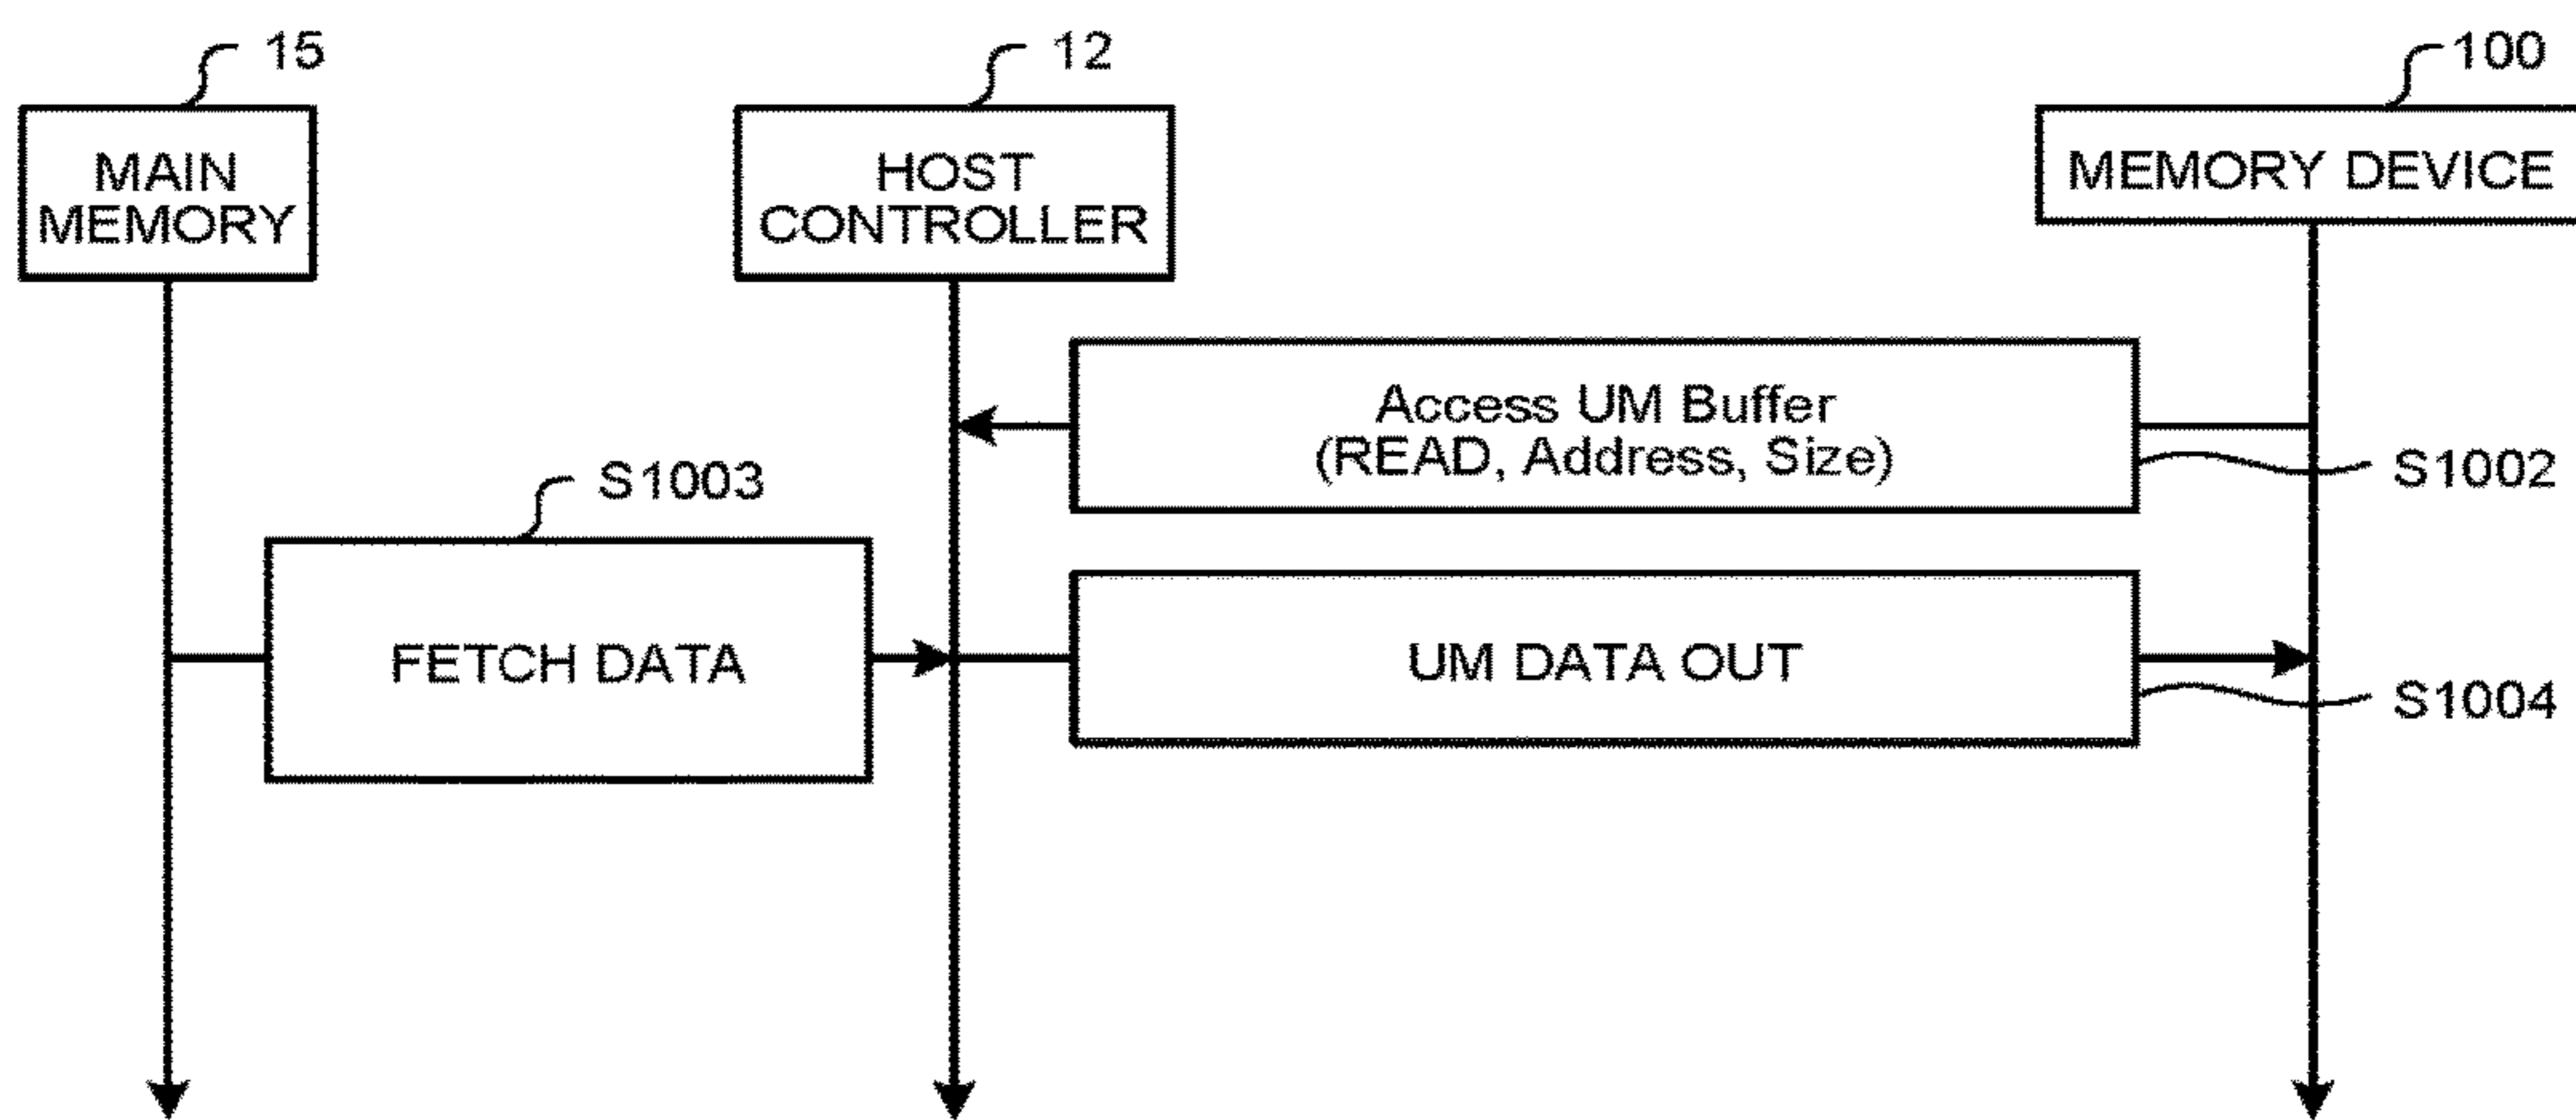 15
12
100
MAIN
MEMORY
HOST
CONTROLLER
MEMORY DEVICE
Access UM Buffer
(READ, Address, Size)
S1002
S1003
FETCH DATA
UM DATA OUT
S1004